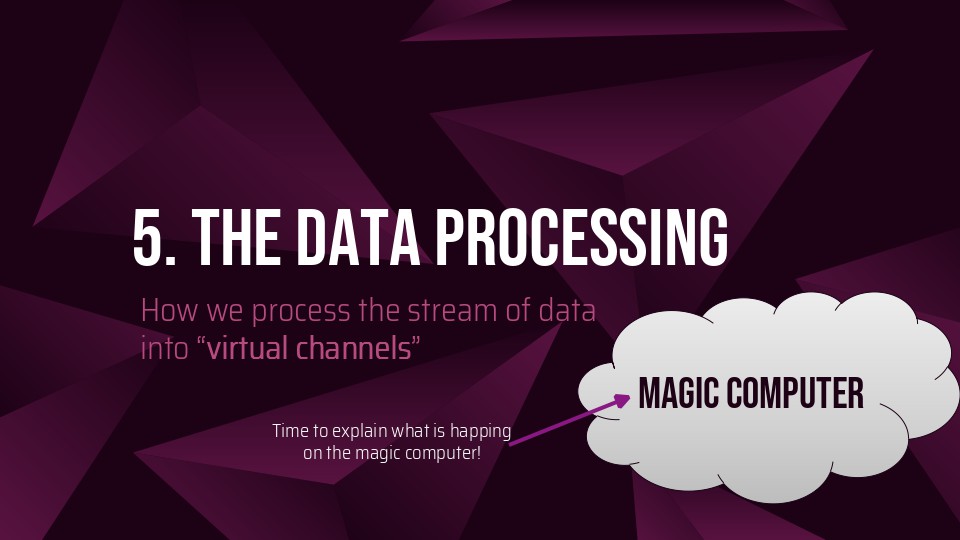 5. THE DATA PROCESSING
How we process the stream of data
into “virtual channels”
MAGIC COMPUTER
Time to explain what is happing
on the magic computer!